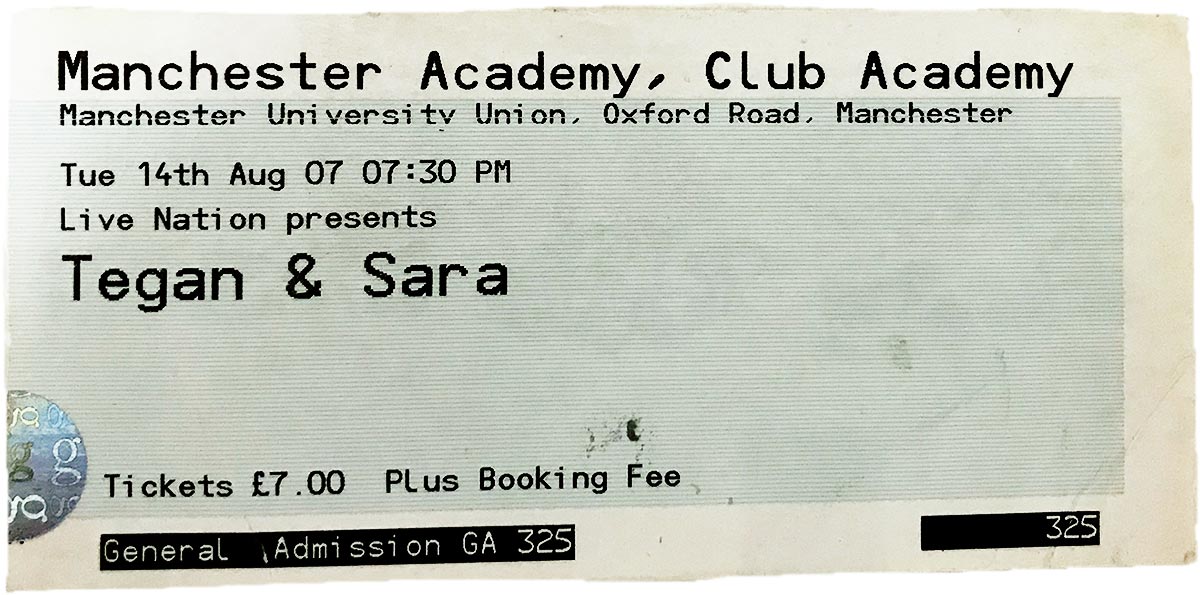 Manchester Academy, Club Academy
Manchester University Union, Oxford Road, Manchester
Tue 14th Aug 07 07:30 PM
Live Nation presents
Tegan & Sara
Tickets £7.00 Plus Booking Fee
General Admission GA 325
325